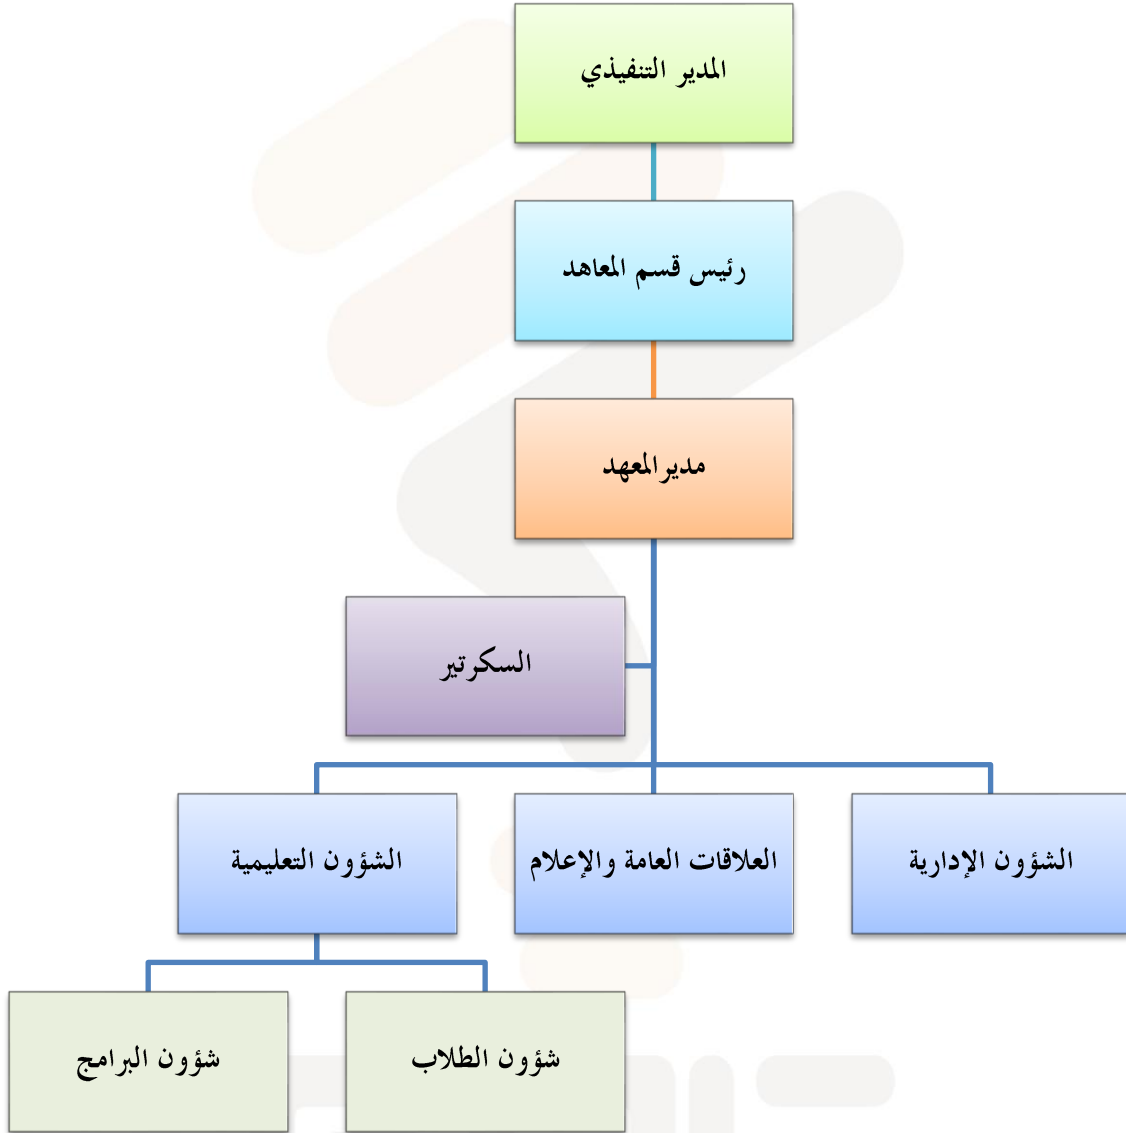 المدير التنفيذي
رئيس قسم المعاهد
مديرالمعهد
السكرتير
الشؤون الإدارية
العلاقات العامة والإعلام
الشؤون التعليمية
شؤون الطلاب
شؤون البرامج